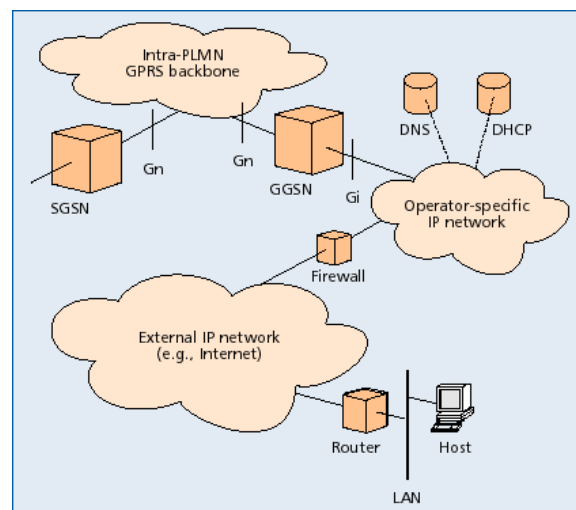 Intra-PLMN
GPRS backbone
DNS
DHCP
Gn
Gn
SGSN
GGSN
Gi
Operator-specific
IP network
Firewall
External IP network
(e.g., Internet)
Router
Host
LAN